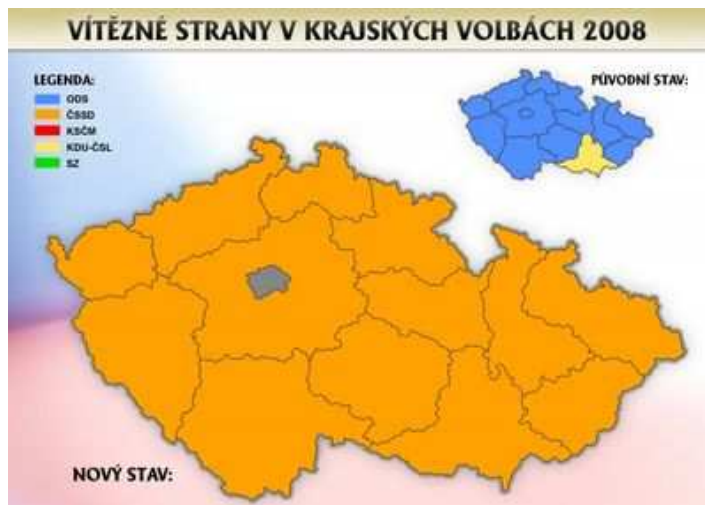 VÍTĚZNÉ STRANY V KRAJSKÝCH VOLBÁCH 2008
LEGENDA:
ODS
ČSSD
KSČM
KDU-ČSL
SZ
PŮVODNÍ STAV:
NOVÝ STAV: